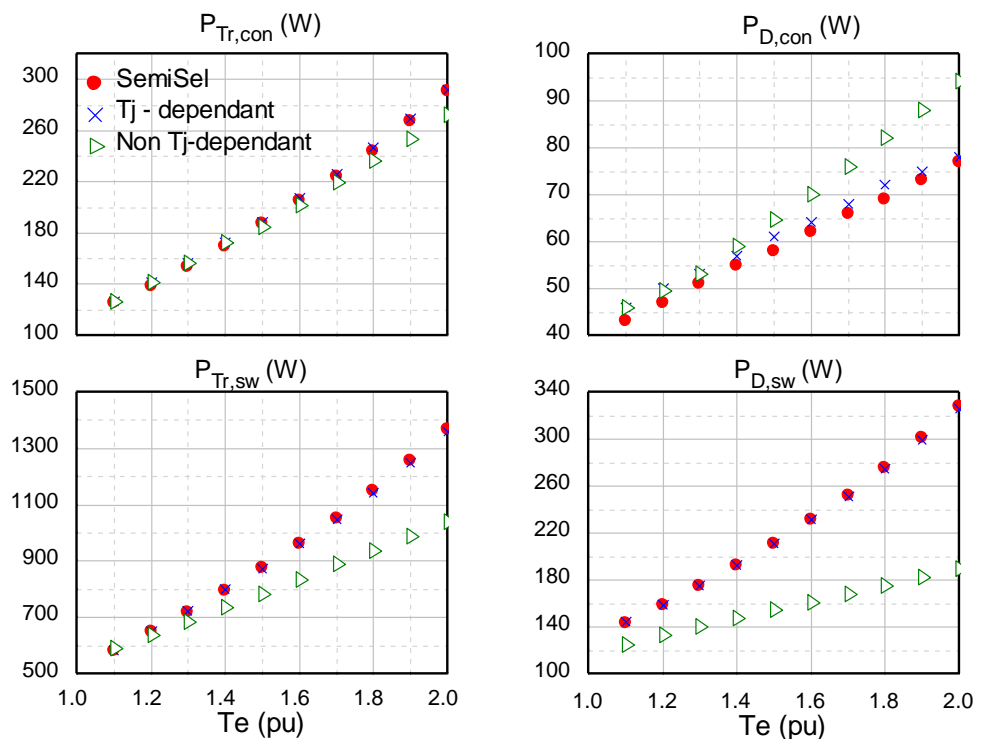 P_Tr,con (W)
300
260
220
180
140
100
SemiSel
Tj - dependant
Non Tj-dependant
P_D,con (W)
100
90
80
70
60
50
40
P_Tr,sw (W)
1500
1300
1100
900
700
500
1.0 1.2 1.4 1.6 1.8 2.0
Te (pu)
P_D,sw (W)
340
300
260
220
180
140
100
1.0 1.2 1.4 1.6 1.8 2.0
Te (pu)